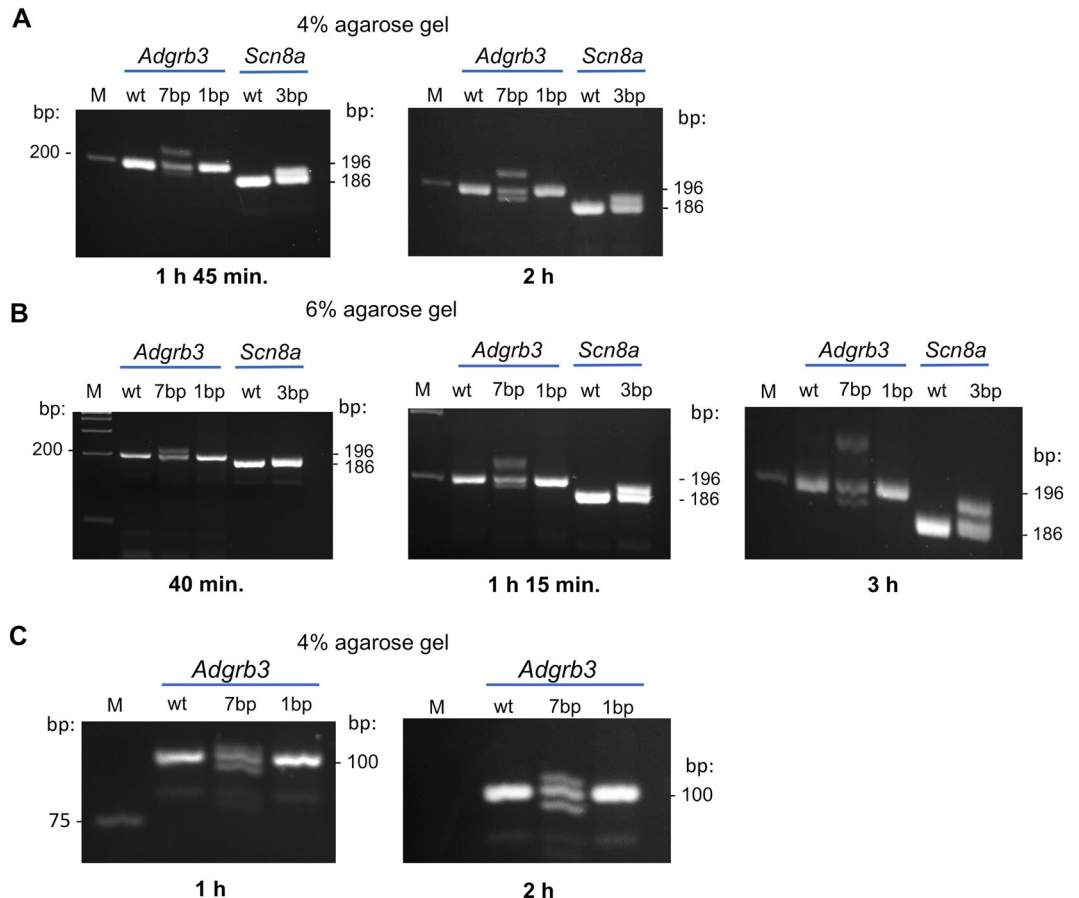 A
4% agarose gel
Adgrb3 Scn8a Adgrb3 Scn8a
M wt 7bp 1bp wt 3bp M wt 7bp 1bp wt 3bp
bp: bp: bp:
200 - - 196 - 196
- 186 - 186
1 h 45 min. 2 h
B
6% agarose gel
Adgrb3 Scn8a Adgrb3 Scn8a Adgrb3 Scn8a
M wt 7bp 1bp wt 3bp M wt 7bp 1bp wt 3bp M wt 7bp 1bp wt 3bp
bp: bp: bp: bp:
200 - - 196 - 196 - 196
- 186 - 186 - 186
40 min. 1 h 15 min. 3 h
C
4% agarose gel
Adgrb3 Adgrb3
M wt 7bp 1bp M wt 7bp 1bp
bp: bp: bp:
- 100 - 100
75 -
1 h 2 h